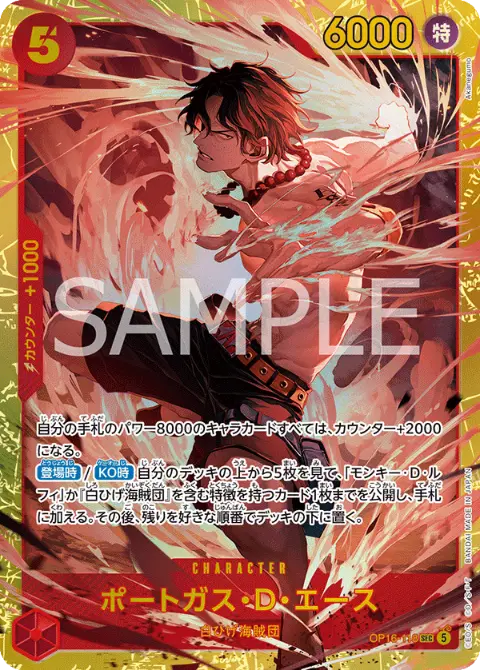 5
6000 特
Akanegumo
カウンター +1000
SAMPLE
自分の手札のパワー8000のキャラカードすべては、カウンター+2000
になる。
登場時 / KO時 自分のデッキの上から5枚を見て、「モンキー・D・ル
フィ」か『白ひげ海賊団』を含む特徴を持つカード1枚までを公開し、手札
に加える。その後、残りを好きな順番でデッキの下に置く。
CHARACTER
ポートガス・D・エース
白ひげ海賊団
SEC 5
BANDAI MADE IN JAPAN